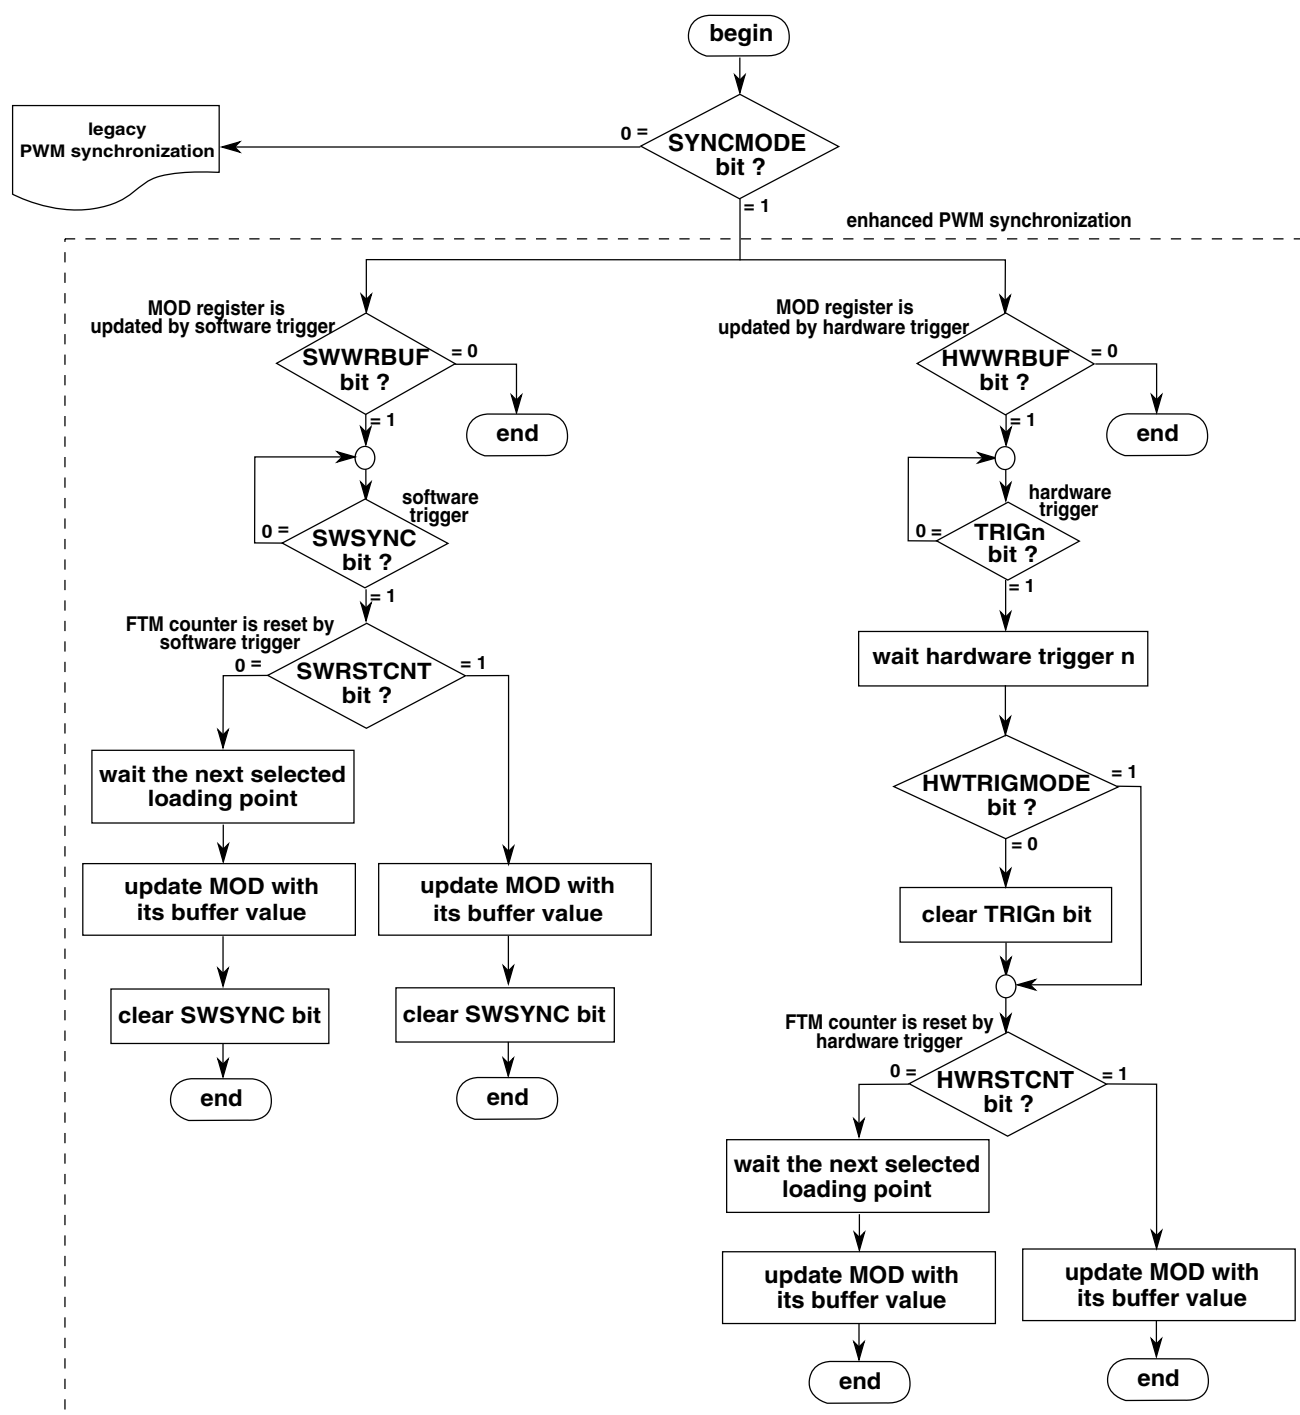 begin
SYNCMODE
bit ?
0 =
legacy
PWM synchronization
= 1
enhanced PWM synchronization
MOD register is
updated by software trigger
SWWRBUF
bit ?
= 0
end
= 1
software
trigger
SWSYNC
bit ?
0 =
= 1
FTM counter is reset by
software trigger
SWRSTCNT
bit ?
0 =
= 1
wait the next selected
loading point
update MOD with
its buffer value
clear SWSYNC bit
end
update MOD with
its buffer value
clear SWSYNC bit
end
MOD register is
updated by hardware trigger
HWWRBUF
bit ?
= 0
end
= 1
hardware
trigger
TRIGn
bit ?
0 =
= 1
wait hardware trigger n
HWTRIGMODE
bit ?
= 1
= 0
clear TRIGn bit
FTM counter is reset by
hardware trigger
HWRSTCNT
bit ?
0 =
= 1
wait the next selected
loading point
update MOD with
its buffer value
end
update MOD with
its buffer value
end